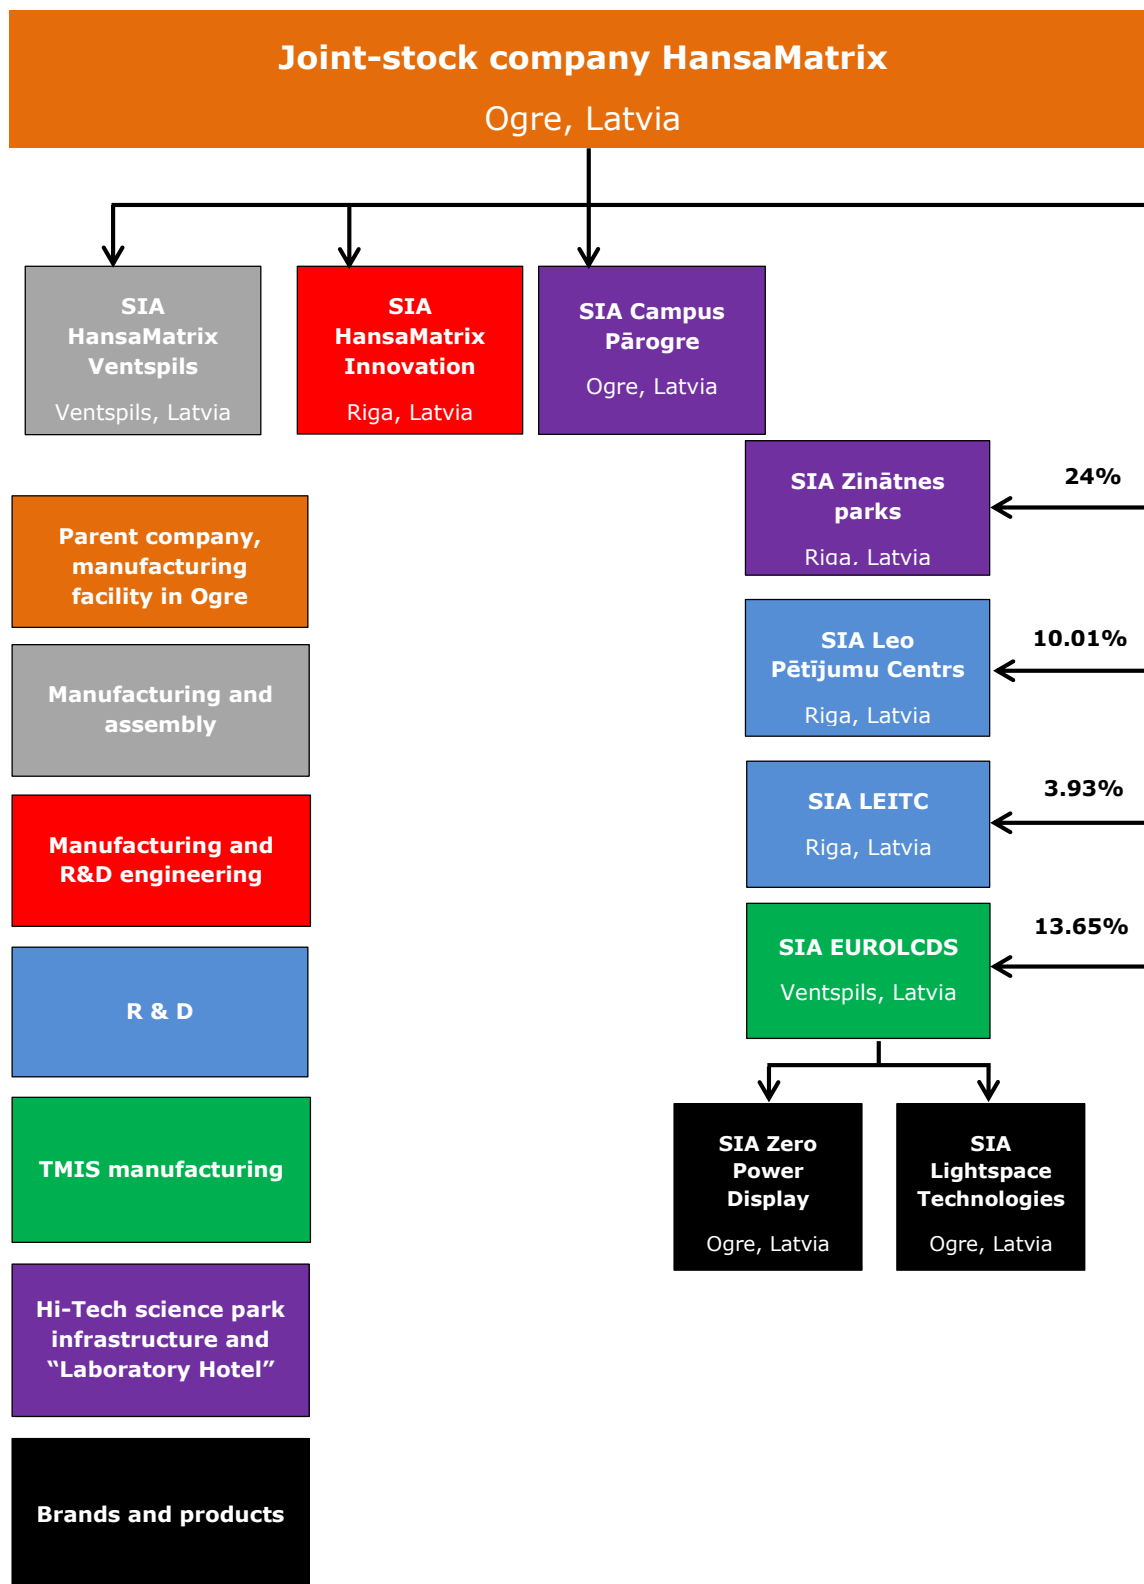 Joint-stock company HansaMatrix
Ogre, Latvia
SIA
HansaMatrix
Ventspils
Ventspils, Latvia
SIA
HansaMatrix
Innovation
Riga, Latvia
SIA Campus
Pārogre
Ogre, Latvia
SIA Zinātnes
parks
Riga, Latvia
24%
Parent company,
manufacturing
facility in Ogre
SIA Leo
Pētījumu Centrs
Riga, Latvia
10.01%
Manufacturing and
assembly
SIA LEITC
Riga, Latvia
3.93%
Manufacturing and
R&D engineering
SIA EUROLCDS
Ventspils, Latvia
13.65%
R & D
SIA Zero
Power
Display
Ogre, Latvia
SIA
Lightspace
Technologies
Ogre, Latvia
TMIS manufacturing
Hi-Tech science park
infrastructure and
“Laboratory Hotel”
Brands and products